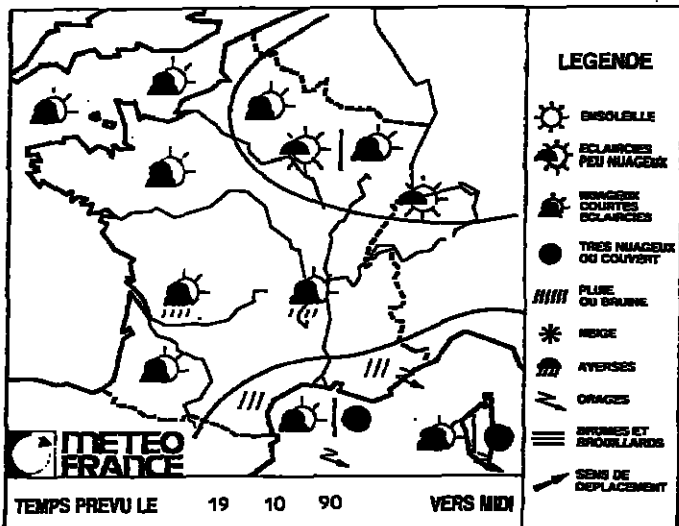 LEGENDE
ENSOLEILLE
ECLAIRCIES
PEU NUAGEUX
NUAGEUX
COURTES
ECLAIRCIES
TRES NUAGEUX
OU COUVERT
PLUIE
OU BRUINE
NEIGE
AVERSES
ORAGES
BRUMES ET
BROUILLARDS
SENS DE
DEPLACEMENT
METEO
FRANCE
TEMPS PREVU LE 19 10 90 VERS MIDI